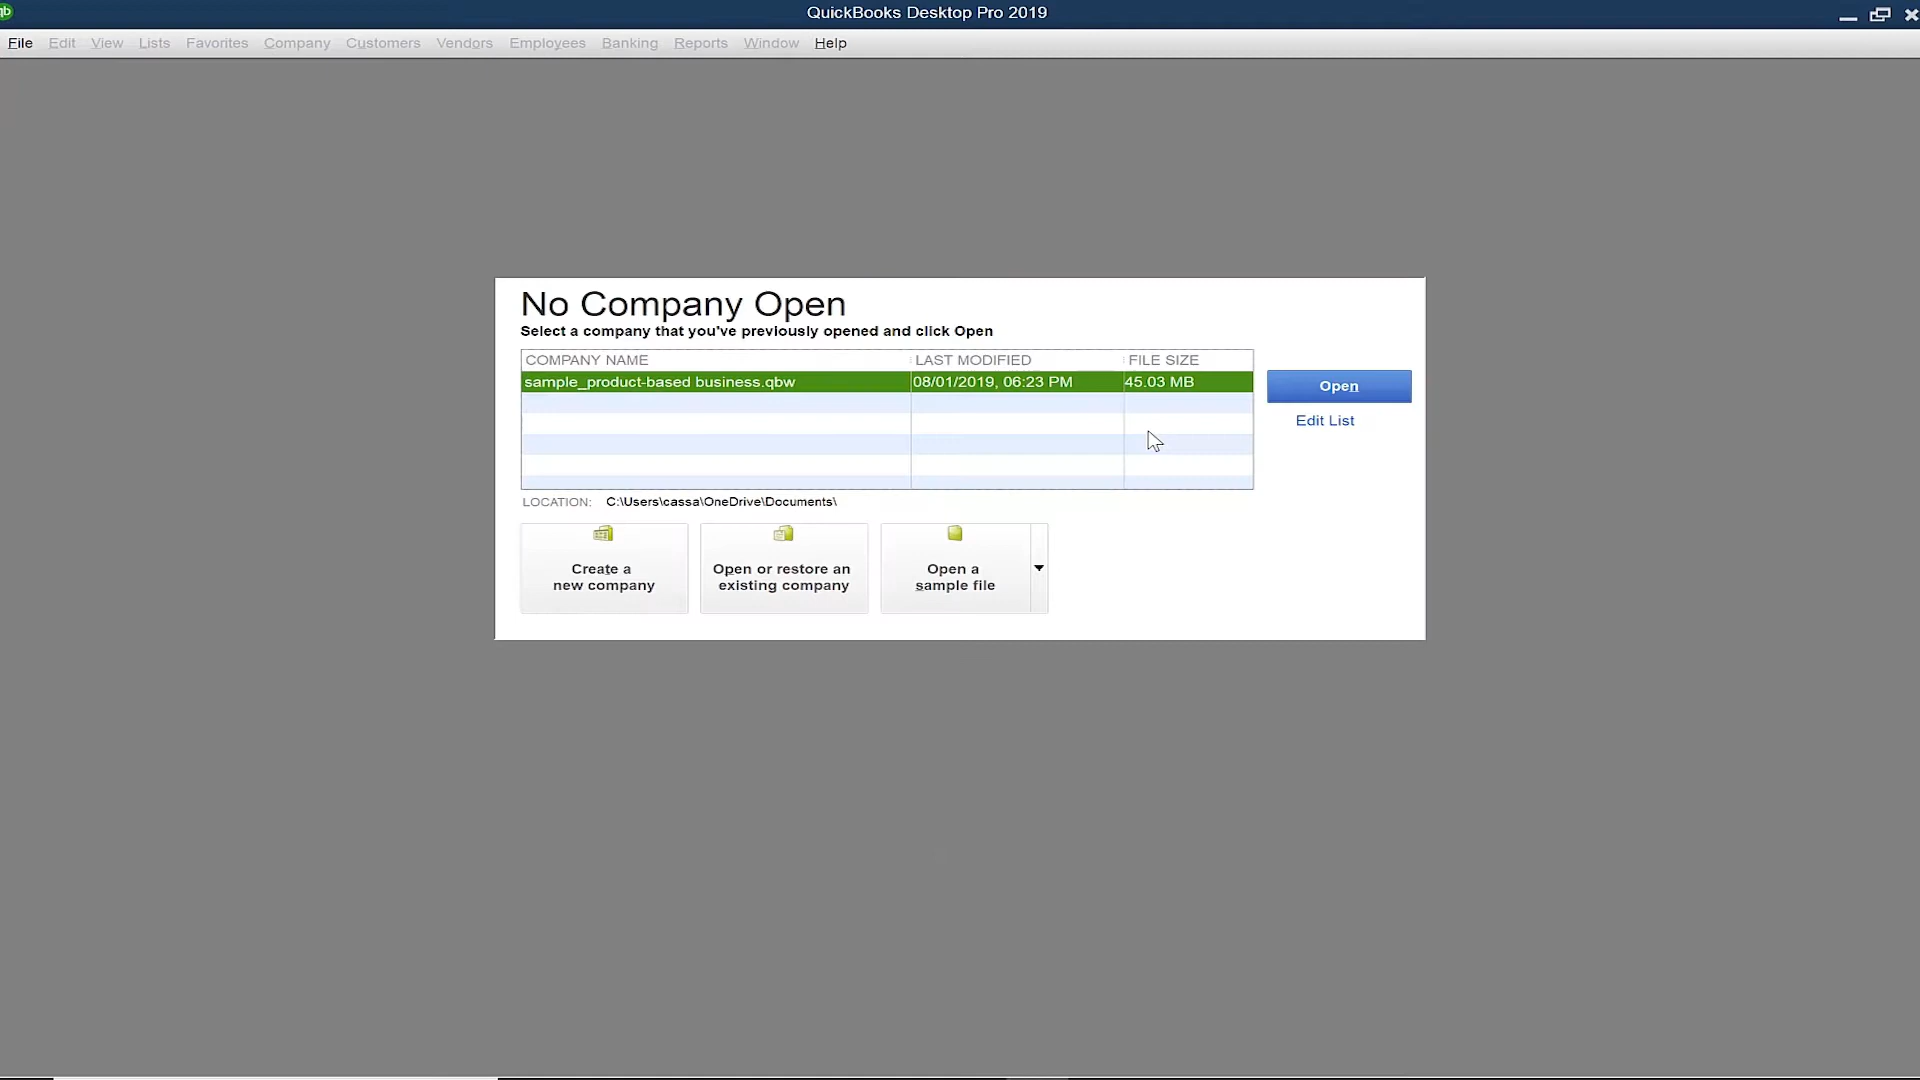 qb
QuickBooks Desktop Pro 2019
File Edit View Lists Favorites Company Customers Vendors Employees Banking Reports Window Help
No Company Open
Select a company that you've previously opened and click Open
COMPANY NAME LAST MODIFIED FILE SIZE
sample_product-based business.qbw 08/01/2019, 06:23 PM 45.03 MB
Open
Edit List
LOCATION: C:\Users\cassa\OneDrive\Documents\
Create a
new company
Open or restore an
existing company
Open a
sample file